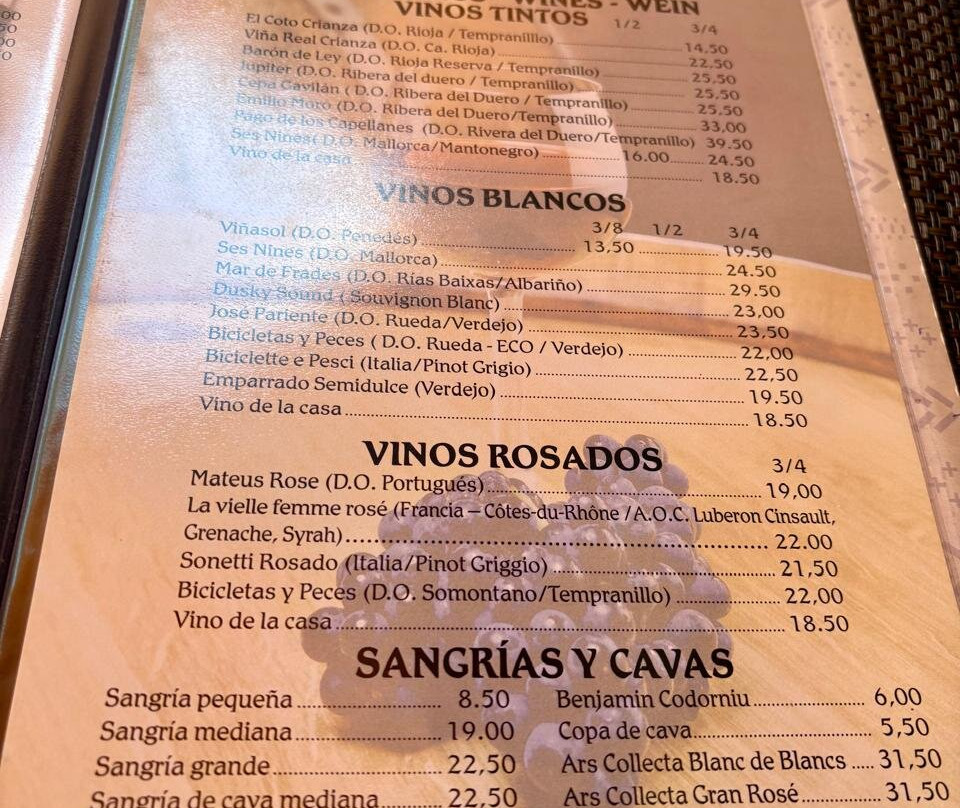 - WINES - WEIN
VINOS TINTOS 1/2 3/4
El Coto Crianza (D.O. Rioja / Tempranilllo) 14.50
Viña Real Crianza (D.O. Ca. Rioja) 22.50
Barón de Ley (D.O. Rioja Reserva / Tempranillo) 25,50
Jupiter (D.O. Ribera del duero / Tempranillo) 25,50
Cepa Gavilán ( D.O. Ribera del Duero / Tempranillo) 25.50
Emilio Moro (D.O. Ribera del Duero/Tempranillo) 33,00
Pago de los Capellanes (D.O. Rivera del Duero/Tempranillo) 39.50
Ses Nines( D.O. Mallorca/Mantonegro) 16.00 24.50
Vino de la casa 18.50
VINOS BLANCOS
3/8 1/2 3/4
Viñasol (D.O. Penedès) 13,50 19.50
Ses Nines (D.O. Mallorca) 24.50
Mar de Frades (D.O. Rías Baixas/Albariño) 29.50
Dusky Sound ( Souvignon Blanc) 23,00
José Pariente (D.O. Rueda/Verdejo) 23,50
Bicicletas y Peces ( D.O. Rueda - ECO / Verdejo) 22,00
Biciclette e Pesci (Italia/Pinot Grigio) 22,50
Emparrado Semidulce (Verdejo) 19.50
Vino de la casa 18.50
VINOS ROSADOS 3/4
Mateus Rose (D.O. Portugués) 19,00
La vielle femme rosé (Francia – Côtes-du-Rhône / A.O.C. Luberon Cinsault,
Grenache, Syrah) 22.00
Sonetti Rosado (Italia/Pinot Griggio) 21,50
Bicicletas y Peces (D.O. Somontano/Tempranillo) 22,00
Vino de la casa 18.50
SANGRÍAS Y CAVAS
Sangría pequeña 8.50 Benjamin Codorniu 6,00
Sangría mediana 19.00 Copa de cava 5,50
Sangría grande 22,50 Ars Collecta Blanc de Blancs 31,50
Sangría de cava mediana 22,50 Ars Collecta Gran Rosé 31,50